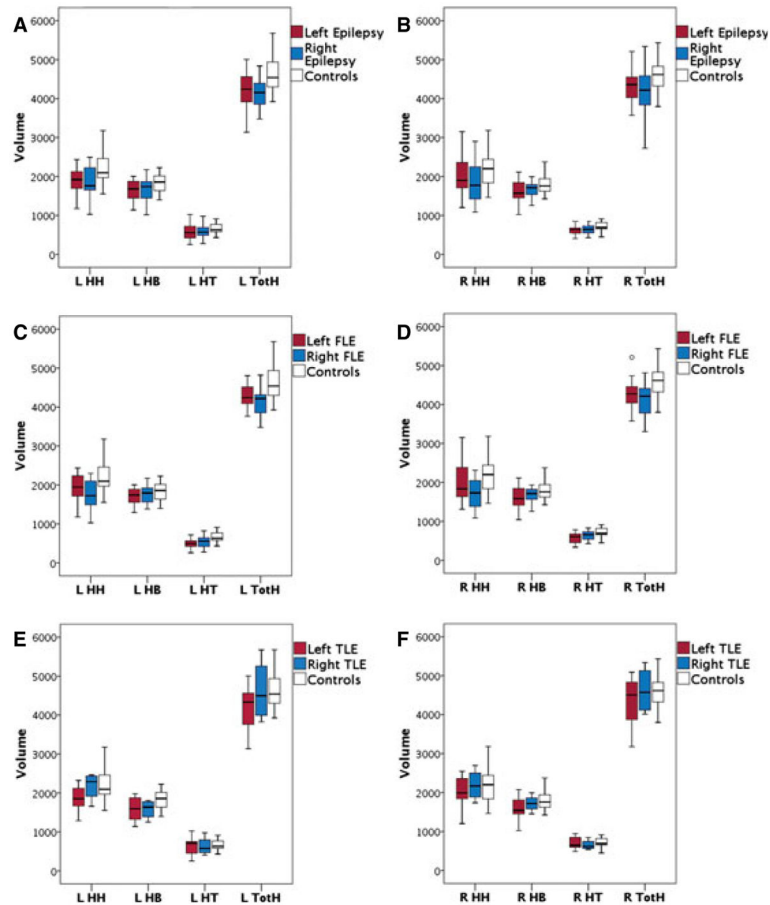 A
6000
5000
4000
3000
2000
1000
0
Volume
L HH L HB L HT L TotH
Left Epilepsy
Right Epilepsy
Controls
B
6000
5000
4000
3000
2000
1000
0
Volume
R HH R HB R HT R TotH
Left Epilepsy
Right Epilepsy
Controls
C
6000
5000
4000
3000
2000
1000
0
Volume
L HH L HB L HT L TotH
Left FLE
Right FLE
Controls
D
6000
5000
4000
3000
2000
1000
0
Volume
R HH R HB R HT R TotH
Left FLE
Right FLE
Controls
E
6000
5000
4000
3000
2000
1000
0
Volume
L HH L HB L HT L TotH
Left TLE
Right TLE
Controls
F
6000
5000
4000
3000
2000
1000
0
Volume
R HH R HB R HT R TotH
Left TLE
Right TLE
Controls